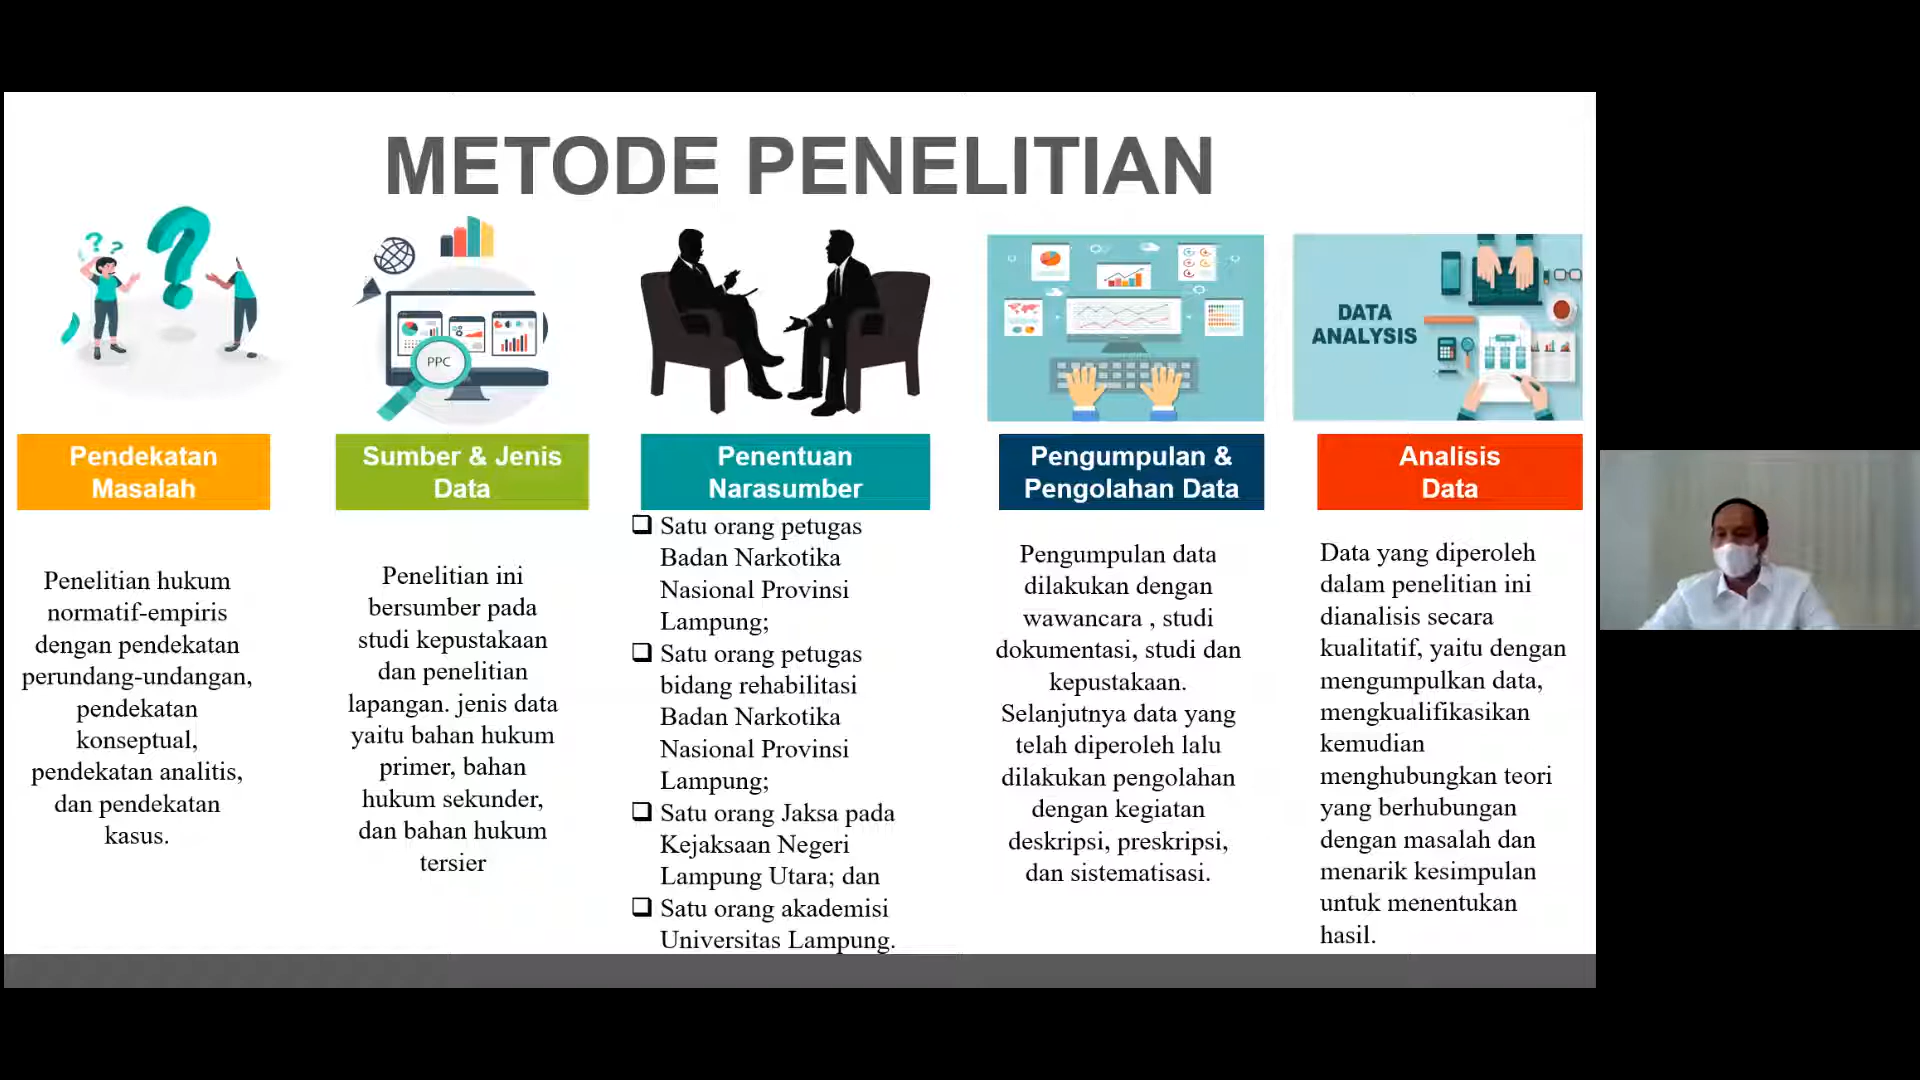 METODE PENELITIAN
PPC
DATA
ANALYSIS
Pendekatan
Masalah
Penelitian hukum
normatif-empiris
dengan pendekatan
perundang-undangan,
pendekatan
konseptual,
pendekatan analitis,
dan pendekatan
kasus.
Sumber & Jenis
Data
Penelitian ini
bersumber pada
studi kepustakaan
dan penelitian
lapangan. jenis data
yaitu bahan hukum
primer, bahan
hukum sekunder,
dan bahan hukum
tersier
Penentuan
Narasumber
Satu orang petugas
Badan Narkotika
Nasional Provinsi
Lampung;
Satu orang petugas
bidang rehabilitasi
Badan Narkotika
Nasional Provinsi
Lampung;
Satu orang Jaksa pada
Kejaksaan Negeri
Lampung Utara; dan
Satu orang akademisi
Universitas Lampung.
Pengumpulan &
Pengolahan Data
Pengumpulan data
dilakukan dengan
wawancara , studi
dokumentasi, studi dan
kepustakaan.
Selanjutnya data yang
telah diperoleh lalu
dilakukan pengolahan
dengan kegiatan
deskripsi, preskripsi,
dan sistematisasi.
Analisis
Data
Data yang diperoleh
dalam penelitian ini
dianalisis secara
kualitatif, yaitu dengan
mengumpulkan data,
mengkualifikasikan
kemudian
menghubungkan teori
yang berhubungan
dengan masalah dan
menarik kesimpulan
untuk menentukan
hasil.